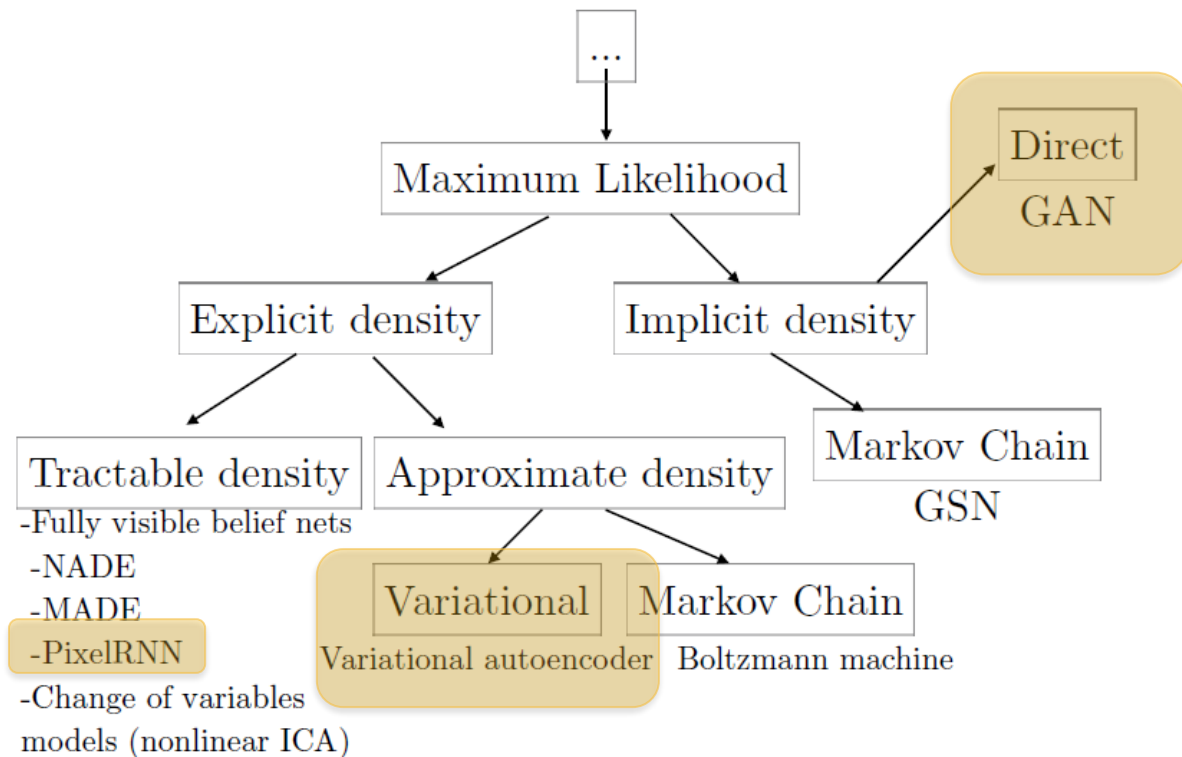 ...
Maximum Likelihood
Direct
GAN
Explicit density
Implicit density
Tractable density
-Fully visible belief nets
-NADE
-MADE
-PixelRNN
-Change of variables
models (nonlinear ICA)
Approximate density
Variational
Variational autoencoder
Markov Chain
Boltzmann machine
Markov Chain
GSN